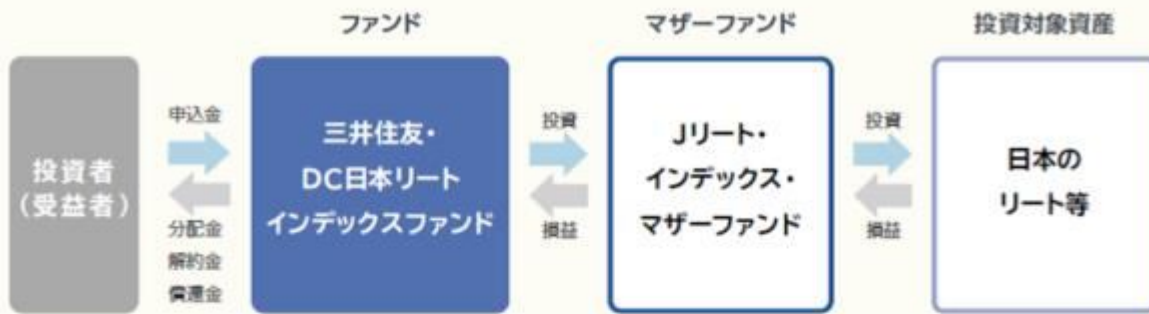 ファンド
マザーファンド
投資対象資産
投資者
（受益者）
申込金
分配金
解約金
償還金
三井住友・
DC日本リート
インデックスファンド
投資
損益
Jリート・
インデックス・
マザーファンド
投資
損益
日本の
リート等